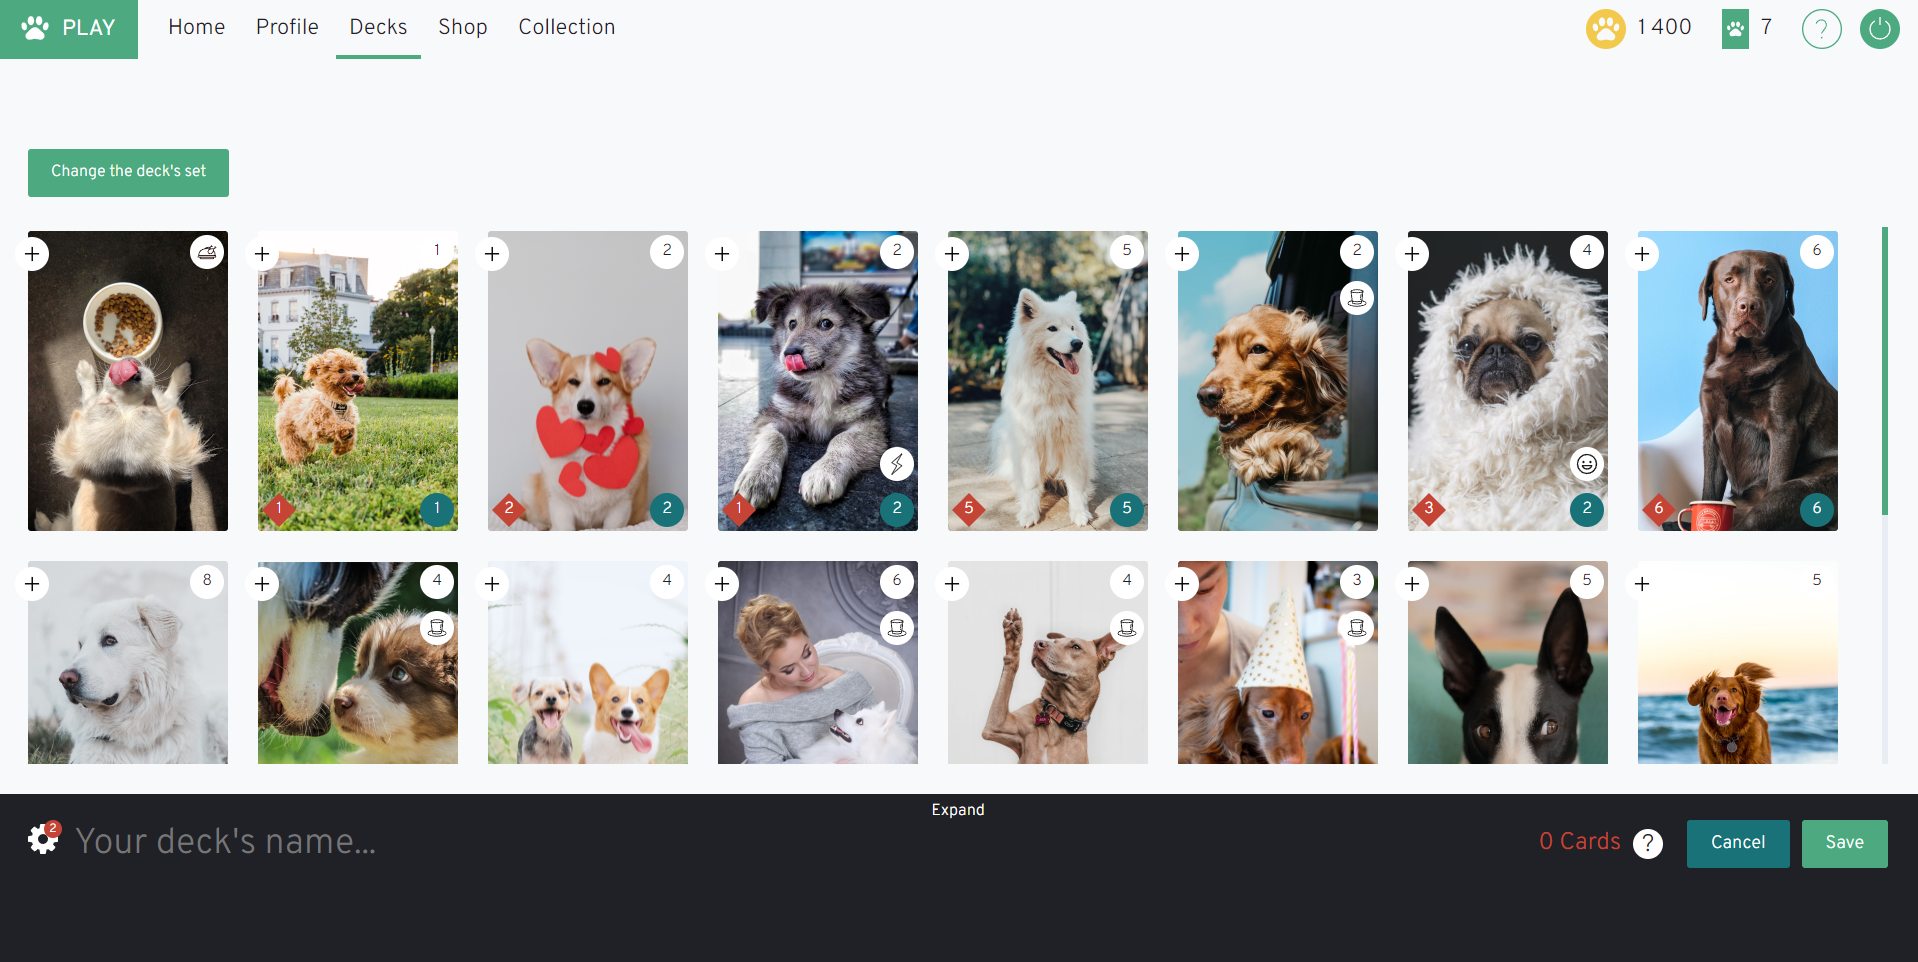 PLAY Home Profile Decks Shop Collection 1 400 7 ?
Change the deck's set
1 2 2 5 2 4 6
1 1 2 2 1 2 5 5 3 2 6 6
8 4 4 6 4 3 5 5
Expand
2 Your deck's name... 0 Cards ? Cancel Save